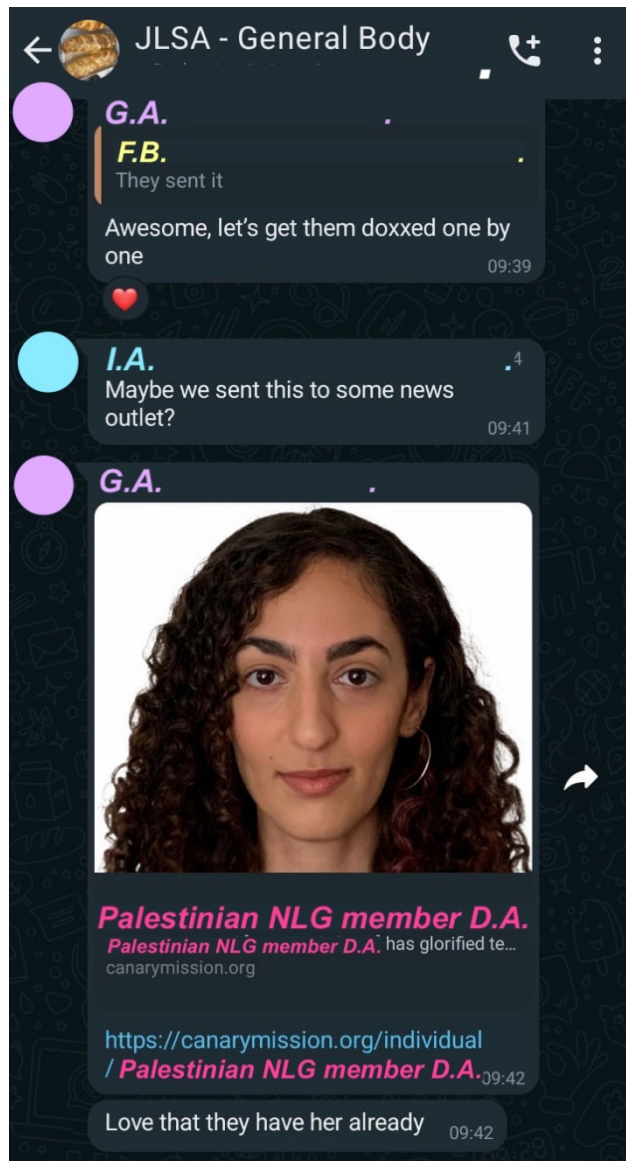 JLSA - General Body
G.A.
F.B.
They sent it
Awesome, let's get them doxxed one by
one
09:39
I.A.
4
Maybe we sent this to some news
outlet?
09:41
G.A.
Palestinian NLG member D.A.
Palestinian NLG member D.A. has glorified te...
canarymission.org
https://canarymission.org/individual
/ Palestinian NLG member D.A. 09:42
Love that they have her already 09:42